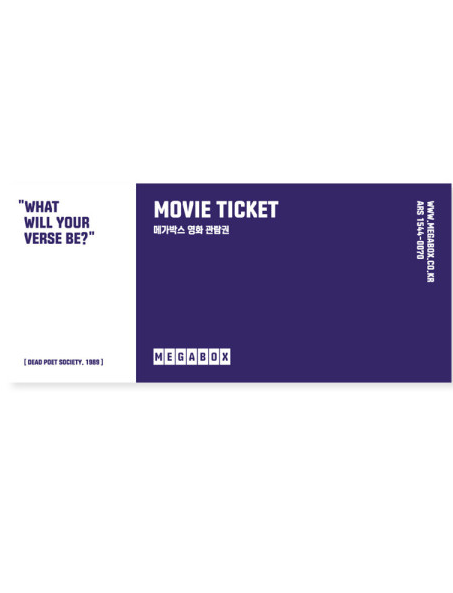 "WHAT
WILL YOUR
VERSE BE?"
[ DEAD POET SOCIETY, 1989 ]
MOVIE TICKET
메가박스 영화 관람권
MEGABOX
WWW.MEGABOX.CO.KR
ARS 1544-0070